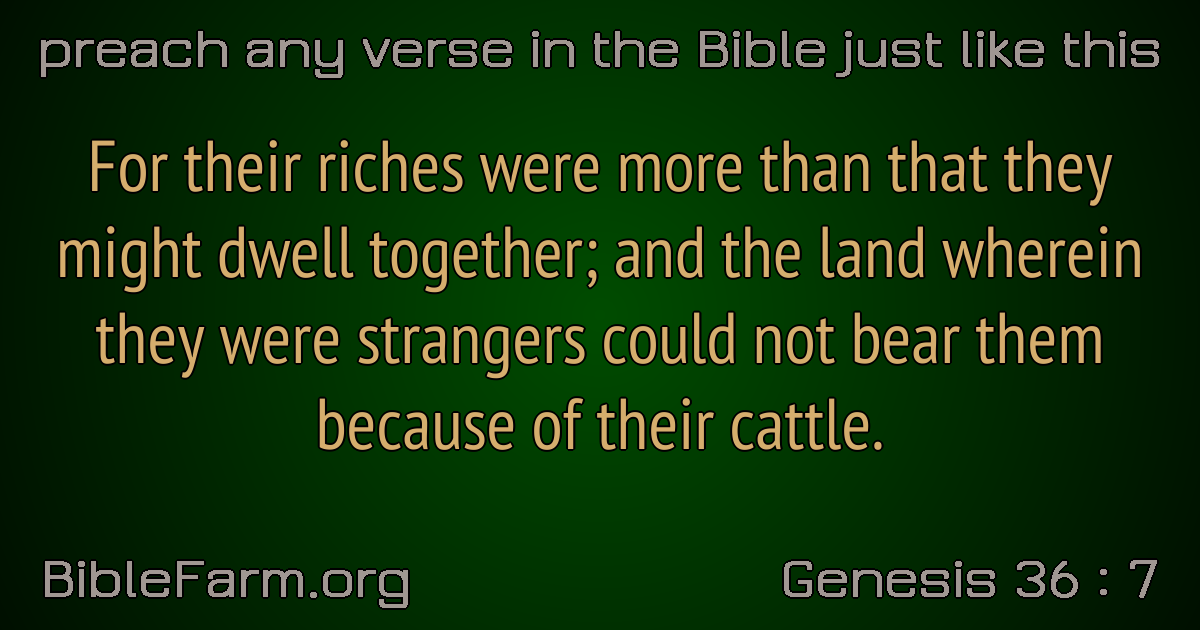 preach any verse in the Bible just like this
For their riches were more than that they
might dwell together; and the land wherein
they were strangers could not bear them
because of their cattle.
BibleFarm.org
Genesis 36 : 7